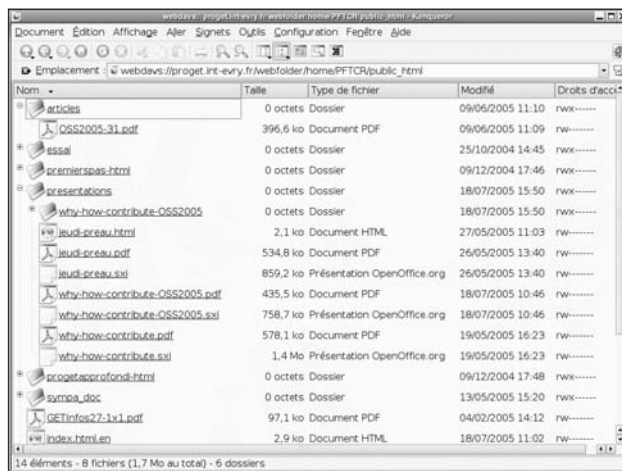 webdavs://proget.int-evry.fr/webfolder/home/PFTCR/public_html - Konqueror
Document Édition Affichage Aller Signets Outils Configuration Fenêtre Aide
Emplacement : webdavs://proget.int-evry.fr/webfolder/home/PFTCR/public_html
Nom Taille Type de fichier Modifié Droits d'accè
articles 0 octets Dossier 09/06/2005 11:10 rwx------
OSS2005-31.pdf 396,6 ko Document PDF 09/06/2005 11:09 rw-------
essai 0 octets Dossier 25/10/2004 14:45 rwx------
premierspas-html 0 octets Dossier 09/12/2004 17:46 rwx------
presentations 0 octets Dossier 18/07/2005 15:50 rwx------
why-how-contribute-OSS2005 0 octets Dossier 18/07/2005 15:50 rwx------
jeudi-preau.html 2,1 ko Document HTML 27/05/2005 11:03 rw-------
jeudi-preau.pdf 534,8 ko Document PDF 26/05/2005 13:40 rw-------
jeudi-preau.sxi 859,2 ko Présentation OpenOffice.org 26/05/2005 13:40 rw-------
why-how-contribute-OSS2005.pdf 435,5 ko Document PDF 18/07/2005 10:46 rw-------
why-how-contribute-OSS2005.sxi 758,7 ko Présentation OpenOffice.org 18/07/2005 10:46 rw-------
why-how-contribute.pdf 578,1 ko Document PDF 19/05/2005 16:23 rw-------
why-how-contribute.sxi 1,4 Mo Présentation OpenOffice.org 19/05/2005 16:23 rw-------
progetapprofondi-html 0 octets Dossier 09/12/2004 17:48 rwx------
sympa_doc 0 octets Dossier 13/05/2005 15:20 rwx------
GETInfos27-1x1.pdf 97,1 ko Document PDF 04/02/2005 14:12 rw-------
index.html.en 2,9 ko Document HTML 18/07/2005 11:02 rw-------
14 éléments - 8 fichiers (1,7 Mo au total) - 6 dossiers